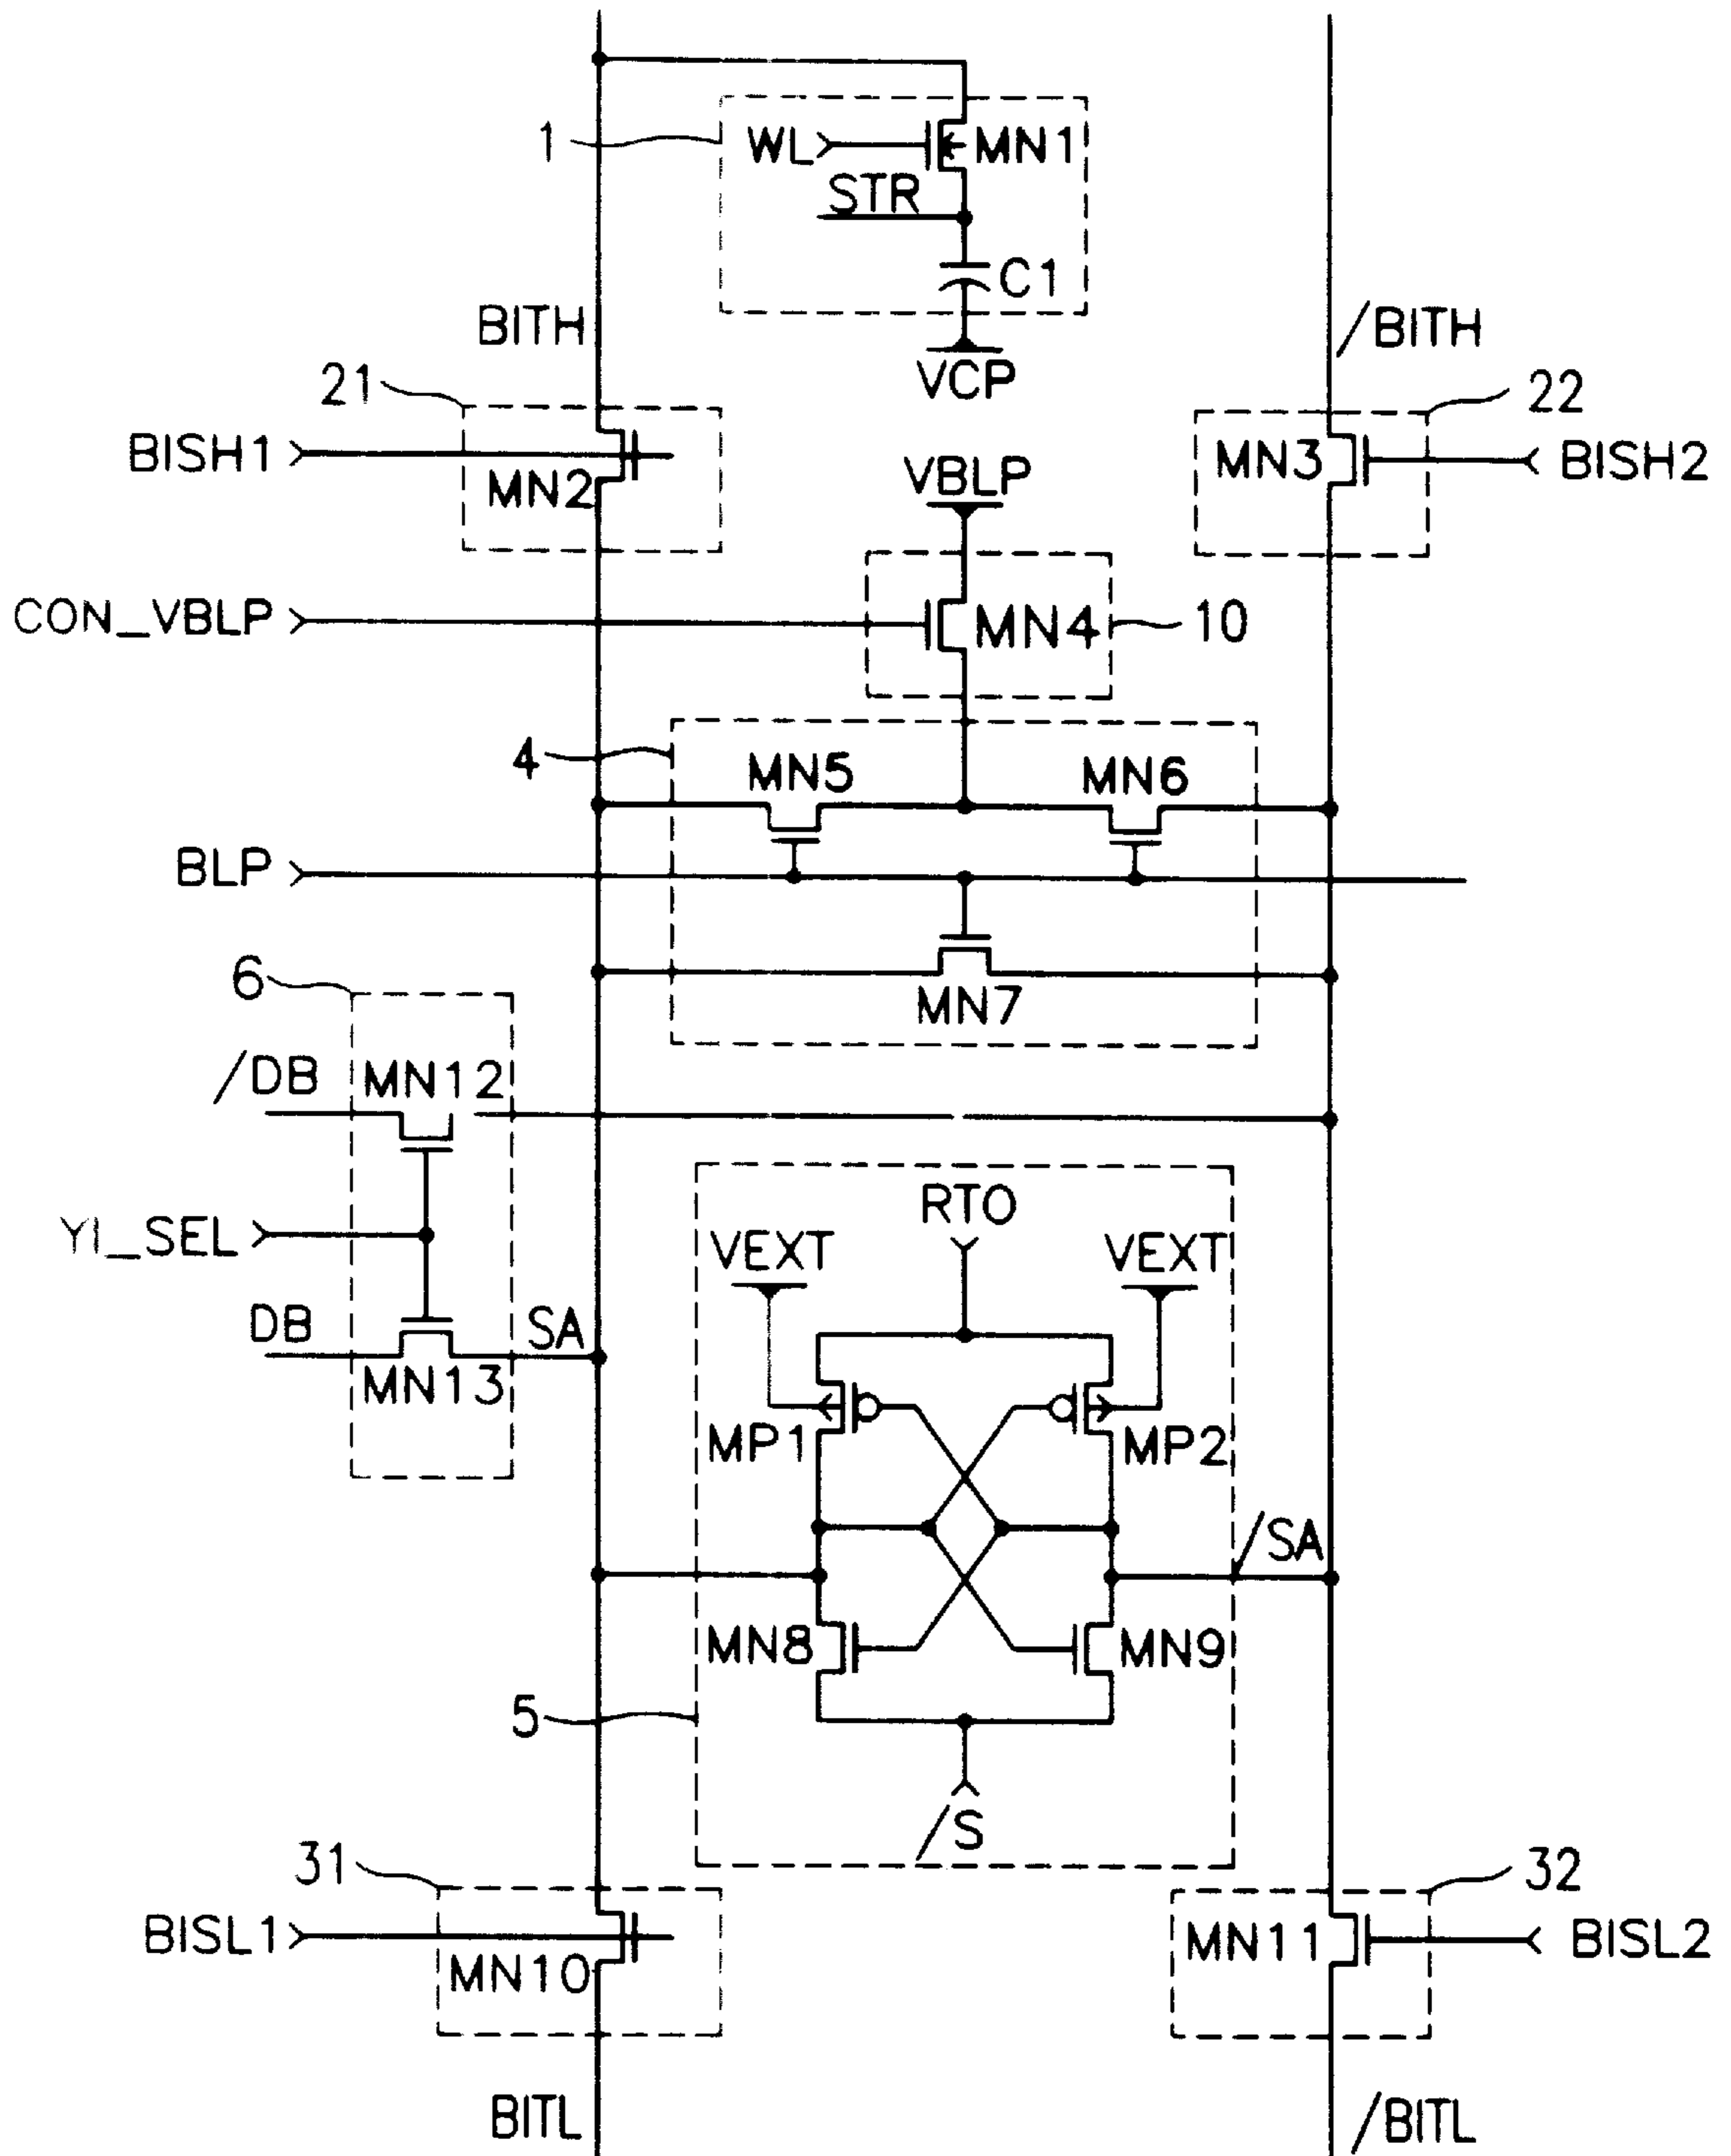 1
WL
MN1
STR
C1
BITH
/BITH
VCP
21
22
BISH1
MN2
VBLP
MN3
BISH2
CON_VBLP
MN4
10
4
MN5
MN6
BLP
6
MN7
/DB
MN12
RTO
YI_SEL
VEXT
VEXT
DB
SA
MN13
MP1
MP2
/SA
MN8
MN9
5
/S
31
32
BISL1
MN10
MN11
BISL2
BITL
/BITL